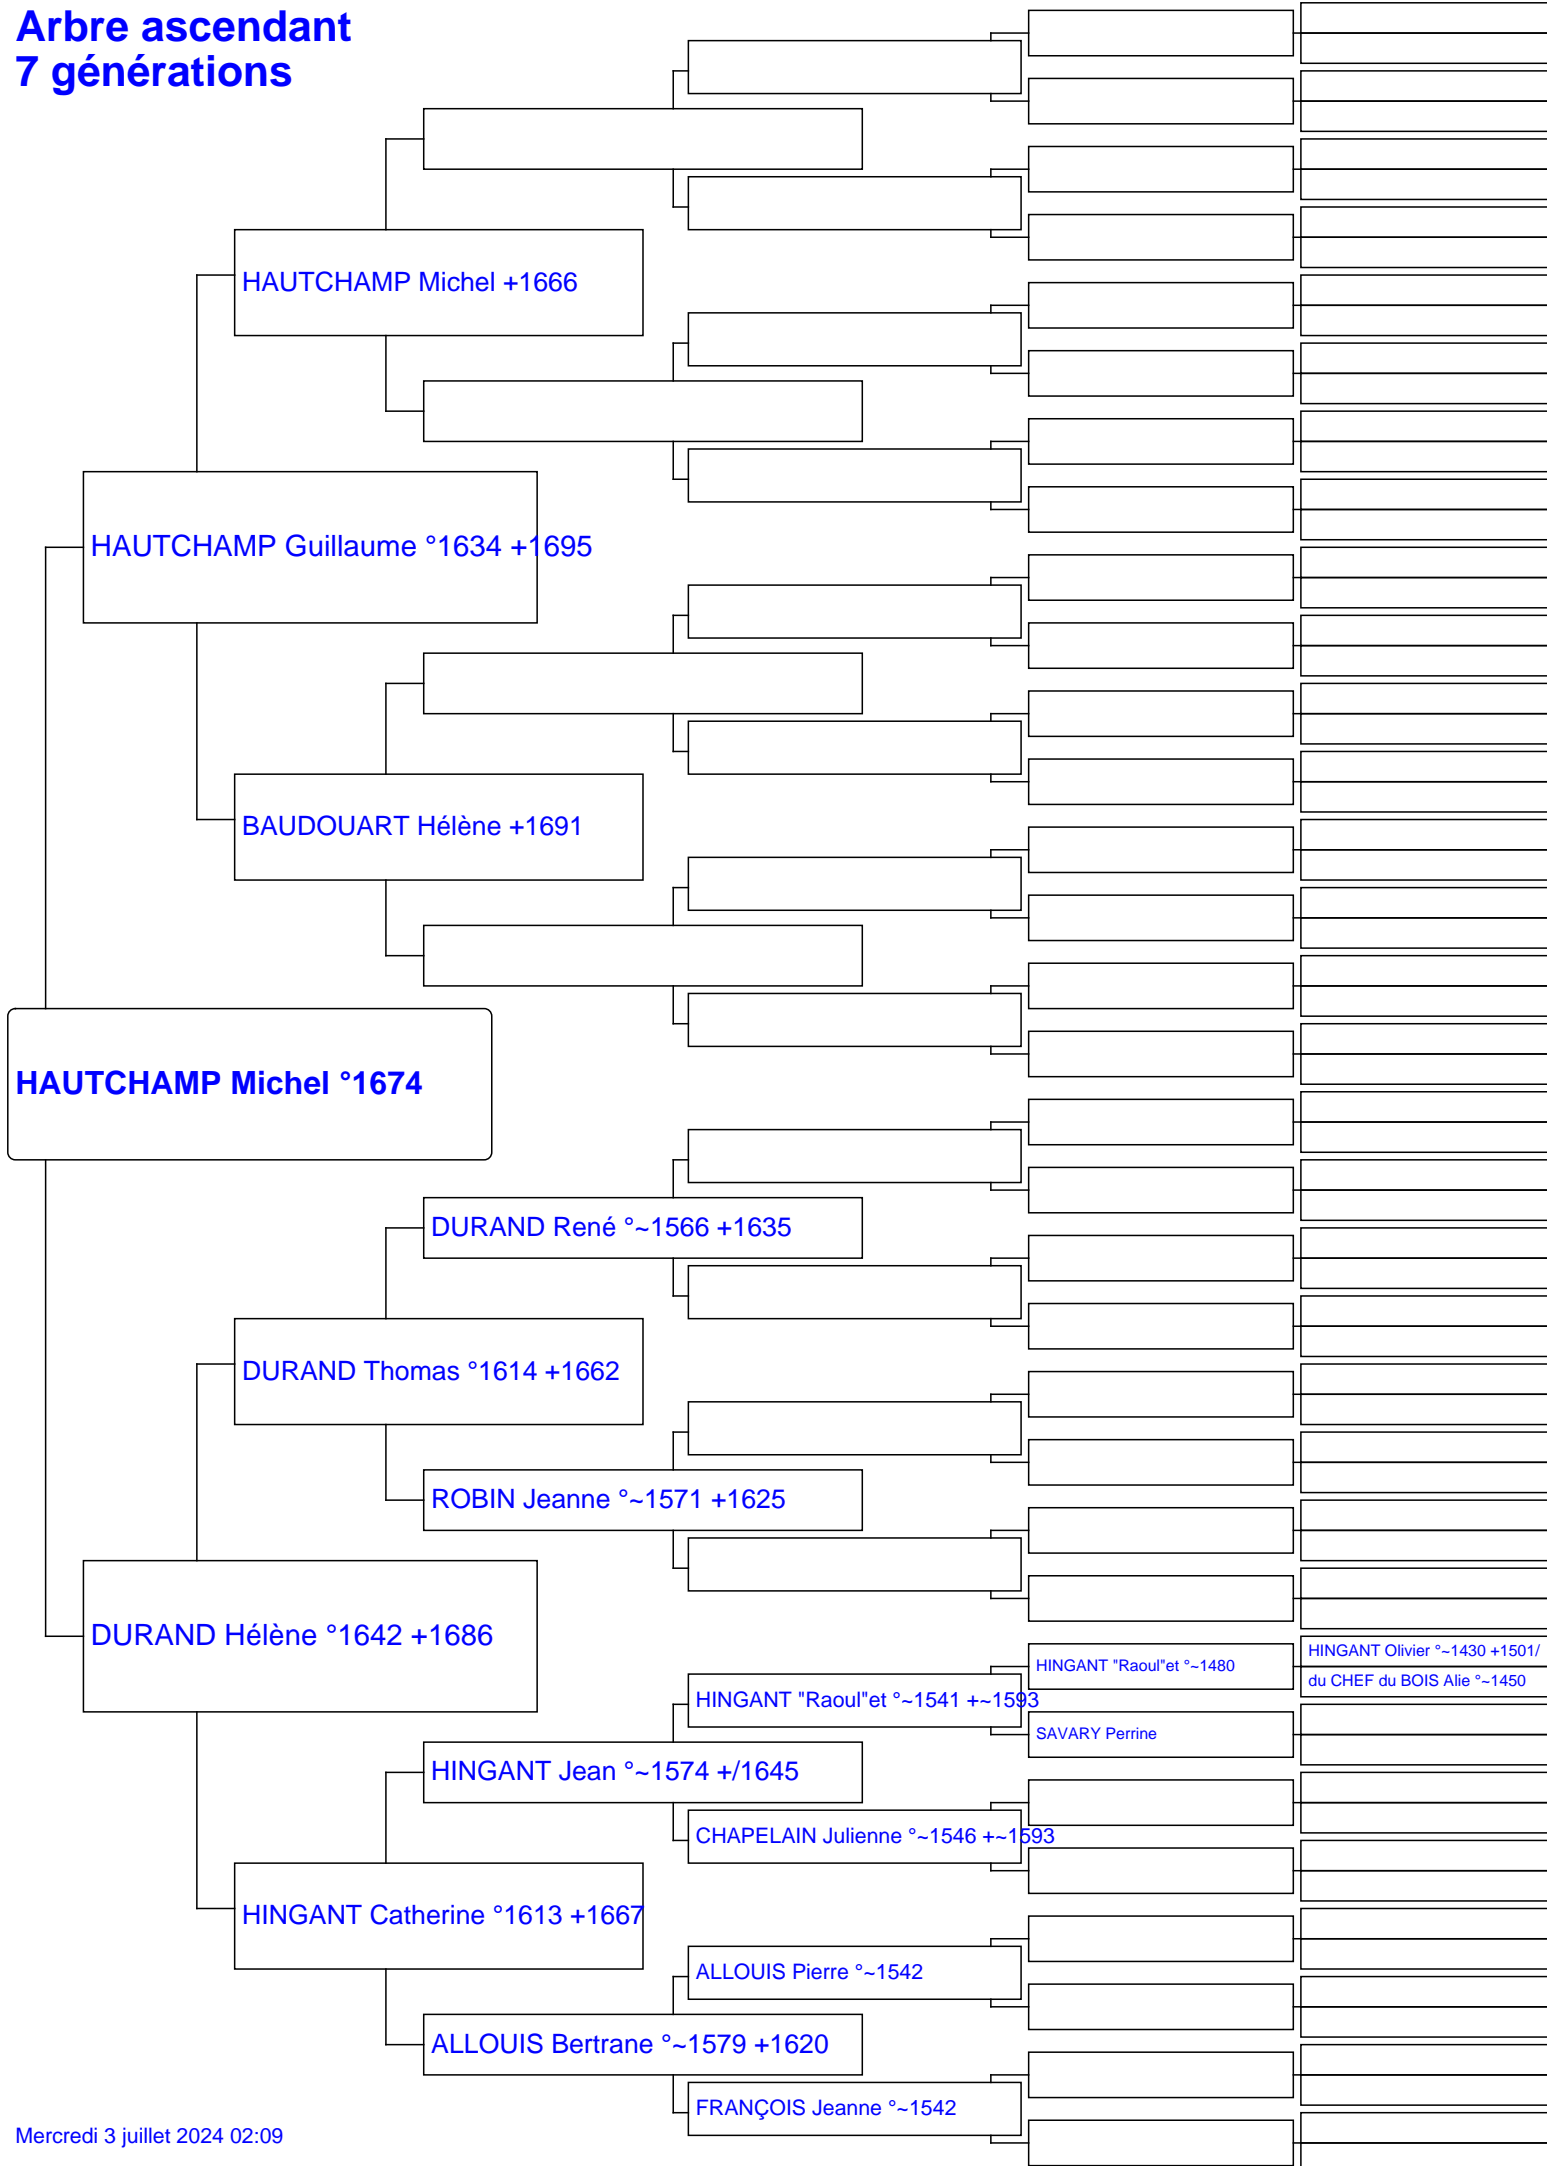 Arbre ascendant
7 générations
HAUTCHAMP Michel +1666
HAUTCHAMP Guillaume °1634 +1695
BAUDOUART Hélène +1691
HAUTCHAMP Michel °1674
DURAND René °~1566 +1635
DURAND Thomas °1614 +1662
ROBIN Jeanne °~1571 +1625
DURAND Hélène °1642 +1686
HINGANT Olivier °~1430 +1501/
HINGANT "Raoul"et °~1480
du CHEF du BOIS Alie °~1450
HINGANT "Raoul"et °~1541 +~1593
SAVARY Perrine
HINGANT Jean °~1574 +/1645
CHAPELAIN Julienne °~1546 +~1593
HINGANT Catherine °1613 +1667
ALLOUIS Pierre °~1542
ALLOUIS Bertrane °~1579 +1620
FRANÇOIS Jeanne °~1542
Mercredi 3 juillet 2024 02:09